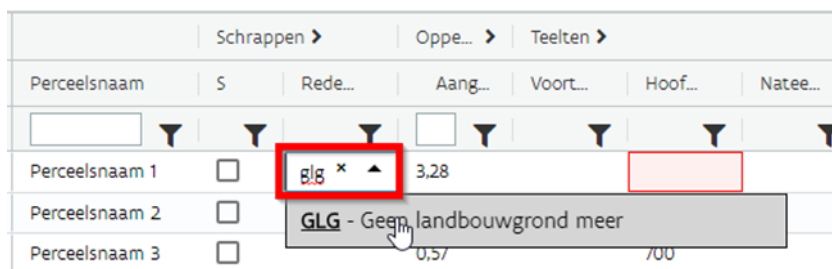 Schrappen > Oppe... > Teelten >
Perceelsnaam S Rede... Aang... Voort... Hoof... Natee...
Perceelsnaam 1 glg × 3,28
Perceelsnaam 2 GLG - Geen landbouwgrond meer
Perceelsnaam 3 0,57 700